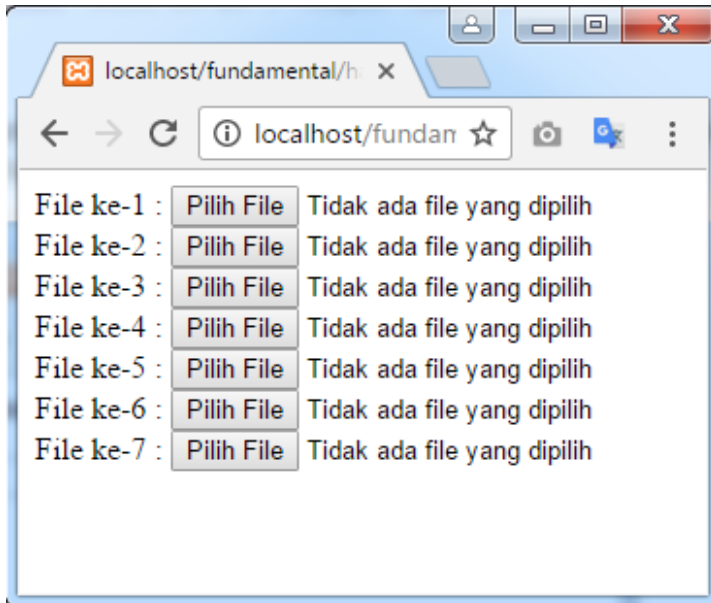 localhost/fundamental/h
localhost/fundam
File ke-1 : Pilih File Tidak ada file yang dipilih
File ke-2 : Pilih File Tidak ada file yang dipilih
File ke-3 : Pilih File Tidak ada file yang dipilih
File ke-4 : Pilih File Tidak ada file yang dipilih
File ke-5 : Pilih File Tidak ada file yang dipilih
File ke-6 : Pilih File Tidak ada file yang dipilih
File ke-7 : Pilih File Tidak ada file yang dipilih